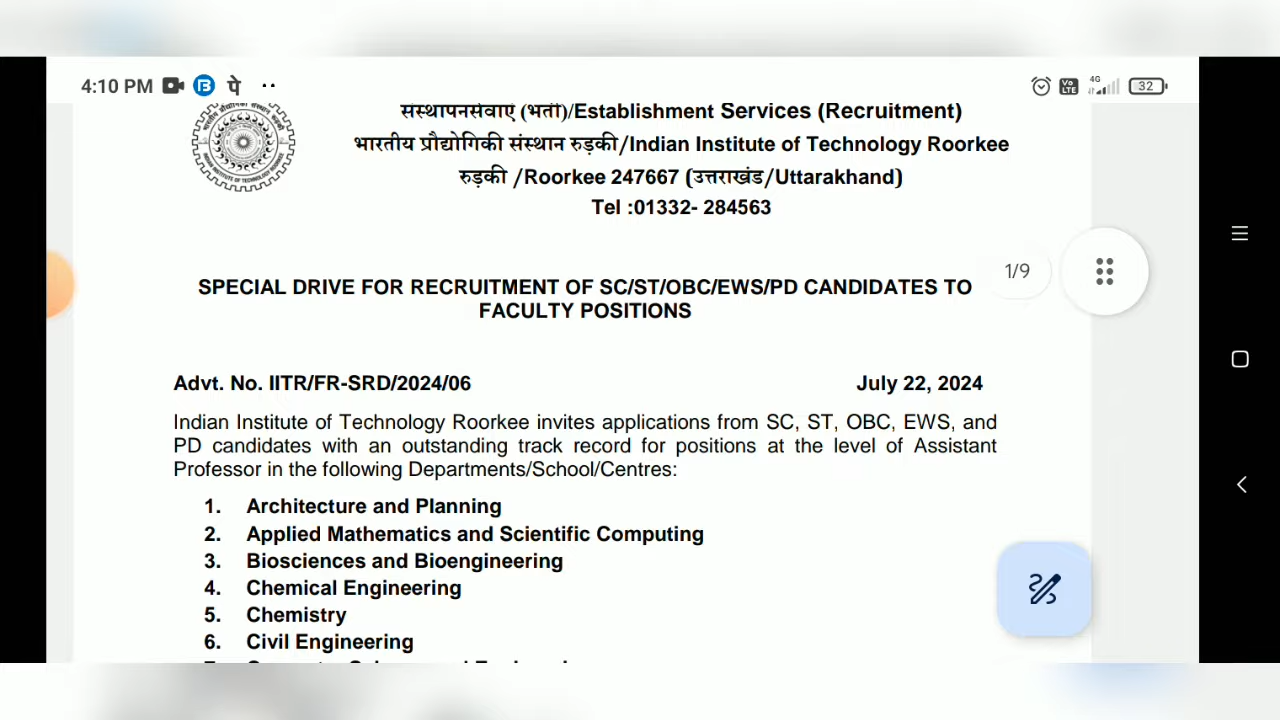 4:10 PM पे
4G
Vo LTE
32
संस्थापनसेवाएं (भर्ती)/Establishment Services (Recruitment)
भारतीय प्रौद्योगिकी संस्थान रुड़की/Indian Institute of Technology Roorkee
रुड़की /Roorkee 247667 (उत्तराखंड/Uttarakhand)
Tel :01332- 284563
1/9
SPECIAL DRIVE FOR RECRUITMENT OF SC/ST/OBC/EWS/PD CANDIDATES TO
FACULTY POSITIONS
Advt. No. IITR/FR-SRD/2024/06 July 22, 2024
Indian Institute of Technology Roorkee invites applications from SC, ST, OBC, EWS, and
PD candidates with an outstanding track record for positions at the level of Assistant
Professor in the following Departments/School/Centres:
1. Architecture and Planning
2. Applied Mathematics and Scientific Computing
3. Biosciences and Bioengineering
4. Chemical Engineering
5. Chemistry
6. Civil Engineering